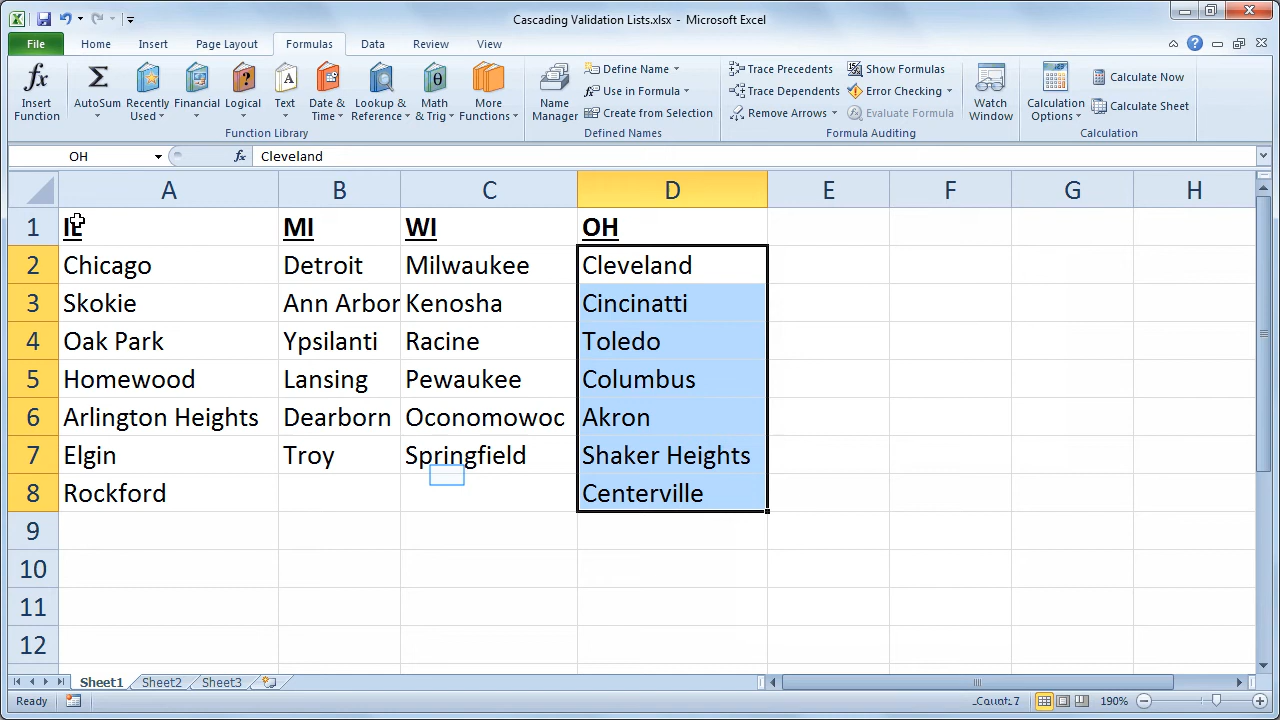 Cascading Validation Lists.xlsx - Microsoft Excel
File Home Insert Page Layout Formulas Data Review View
Insert Function
AutoSum
Recently Used
Financial
Logical
Text
Date & Time
Lookup & Reference
Math & Trig
More Functions
Function Library
Name Manager
Define Name
Use in Formula
Create from Selection
Defined Names
Trace Precedents
Trace Dependents
Remove Arrows
Show Formulas
Error Checking
Evaluate Formula
Formula Auditing
Watch Window
Calculation Options
Calculate Now
Calculate Sheet
Calculation
OH fx Cleveland
A B C D E F G H
1 IL MI WI OH
2 Chicago Detroit Milwaukee Cleveland
3 Skokie Ann Arbor Kenosha Cincinatti
4 Oak Park Ypsilanti Racine Toledo
5 Homewood Lansing Pewaukee Columbus
6 Arlington Heights Dearborn Oconomowoc Akron
7 Elgin Troy Springfield Shaker Heights
8 Rockford Centerville
9
10
11
12
Sheet1 Sheet2 Sheet3
Ready Count: 7 190%